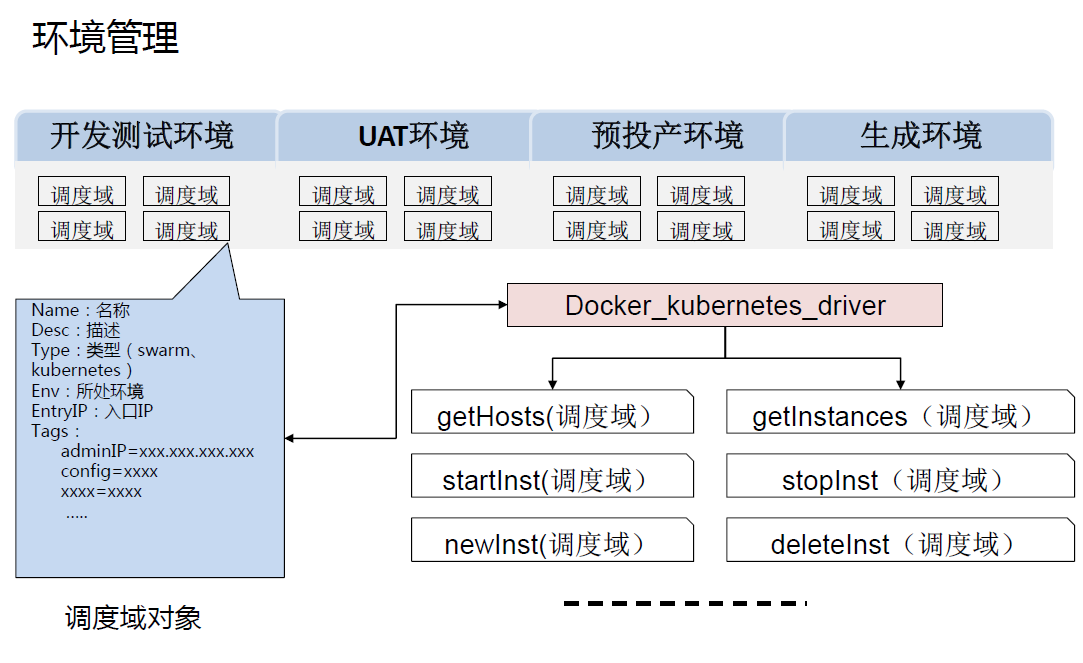 环境管理
开发测试环境 UAT环境 预投产环境 生成环境
调度域 调度域 调度域 调度域 调度域 调度域 调度域 调度域
调度域 调度域 调度域 调度域 调度域 调度域 调度域 调度域
Name：名称
Desc：描述
Type：类型（swarm、
kubernetes）
Env：所处环境
EntryIP：入口IP
Tags：
adminIP=xxx.xxx.xxx.xxx
config=xxxx
xxxx=xxxx
.....
调度域对象
Docker_kubernetes_driver
getHosts(调度域） getInstances（调度域）
startInst(调度域） stopInst（调度域）
newInst(调度域） deleteInst（调度域）